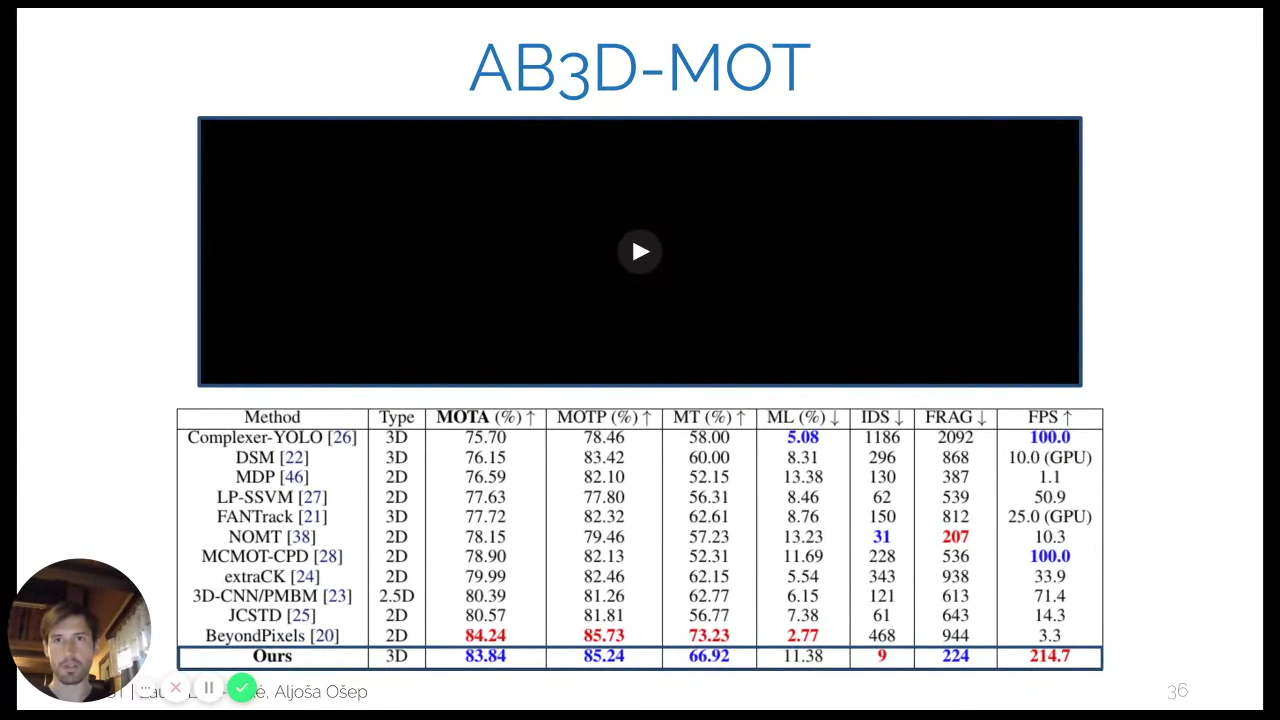 AB3D-MOT
Method Type MOTA (%) ↑ MOTP (%) ↑ MT (%) ↑ ML (%) ↓ IDS ↓ FRAG ↓ FPS ↑
Complexer-YOLO [26] 3D 75.70 78.46 58.00 5.08 1186 2092 100.0
DSM [22] 3D 76.15 83.42 60.00 8.31 296 868 10.0 (GPU)
MDP [46] 2D 76.59 82.10 52.15 13.38 130 387 1.1
LP-SSVM [27] 2D 77.63 77.80 56.31 8.46 62 539 50.9
FANTrack [21] 3D 77.72 82.32 62.61 8.76 150 812 25.0 (GPU)
NOMT [38] 2D 78.15 79.46 57.23 13.23 31 207 10.3
MCMOT-CPD [28] 2D 78.90 82.13 52.31 11.69 228 536 100.0
extraCK [24] 2D 79.99 82.46 62.15 5.54 343 938 33.9
3D-CNN/PMBM [23] 2.5D 80.39 81.26 62.77 6.15 121 613 71.4
JCSTD [25] 2D 80.57 81.81 56.77 7.38 61 643 14.3
BeyondPixels [20] 2D 84.24 85.73 73.23 2.77 468 944 3.3
Ours 3D 83.84 85.24 66.92 11.38 9 224 214.7
Aljoša Ošep 36